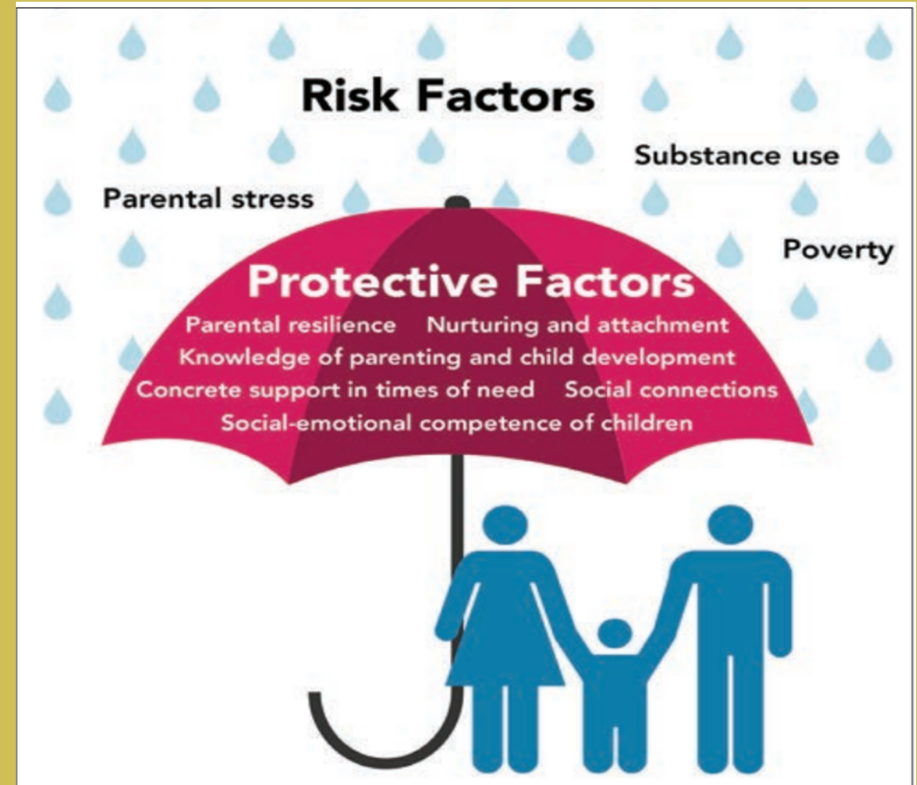 Risk Factors
Substance use
Parental stress
Poverty
Protective Factors
Parental resilience Nurturing and attachment
Knowledge of parenting and child development
Concrete support in times of need Social connections
Social-emotional competence of children